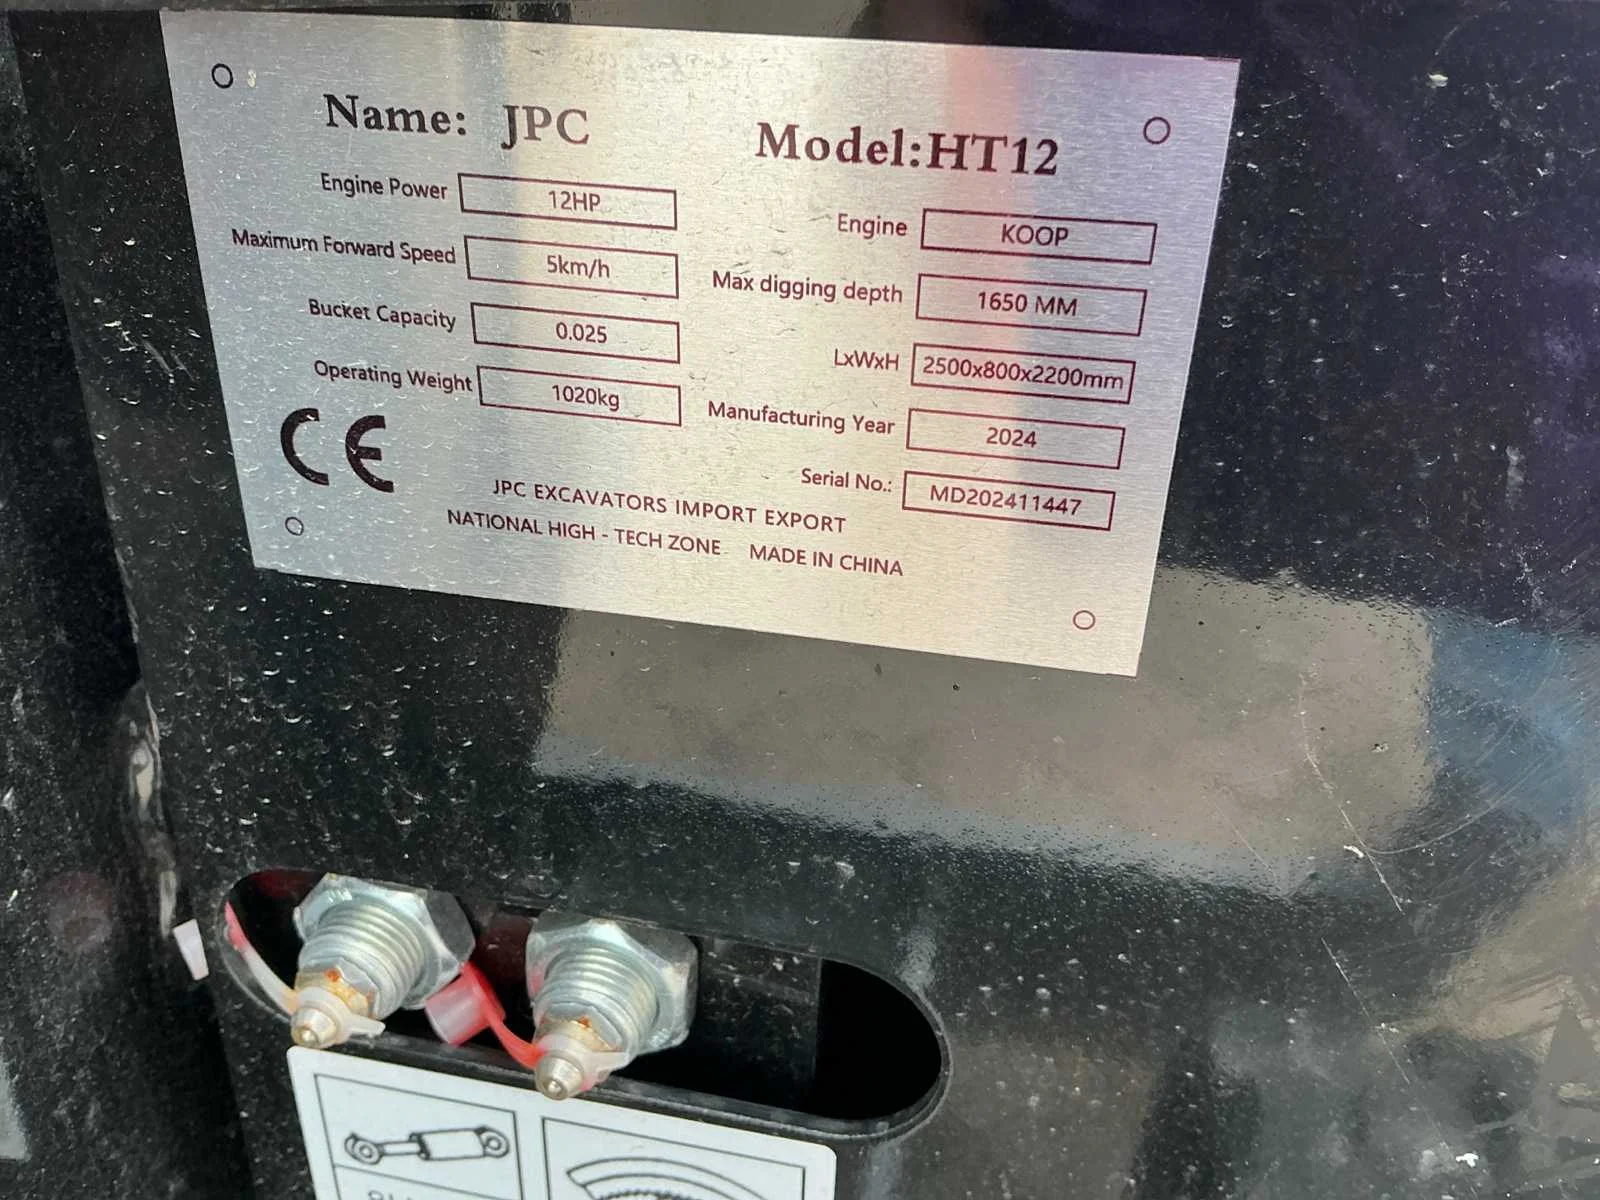 Name: JPC
Model:HT12
Engine Power 12HP
Maximum Forward Speed 5km/h
Bucket Capacity 0.025
Operating Weight 1020kg
Engine KOOP
Max digging depth 1650 MM
LxWxH 2500x800x2200mm
Manufacturing Year 2024
Serial No.: MD202411447
CE
JPC EXCAVATORS IMPORT EXPORT
NATIONAL HIGH - TECH ZONE MADE IN CHINA